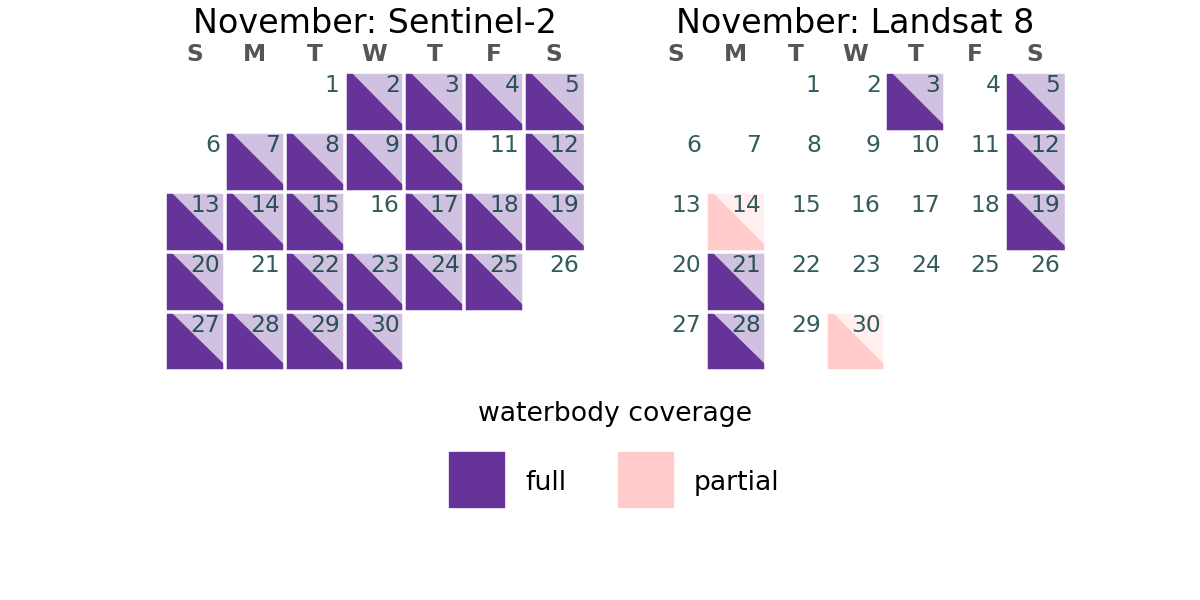 November: Sentinel-2
S M T W T F S
1 2 3 4 5
6 7 8 9 10 11 12
13 14 15 16 17 18 19
20 21 22 23 24 25 26
27 28 29 30
November: Landsat 8
S M T W T F S
1 2 3 4 5
6 7 8 9 10 11 12
13 14 15 16 17 18 19
20 21 22 23 24 25 26
27 28 29 30
waterbody coverage
full partial